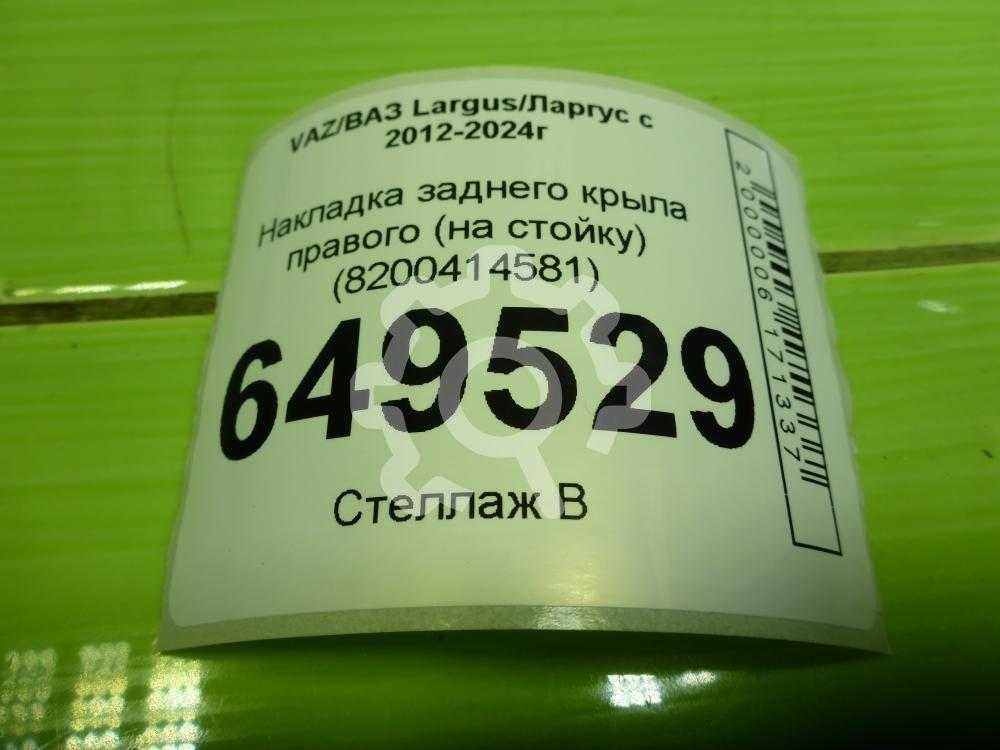 VAZ/ВАЗ Largus/Ларгус с
2012-2024г
Накладка заднего крыла
правого (на стойку)
(8200414581)
649529
Стеллаж В
2000006171337